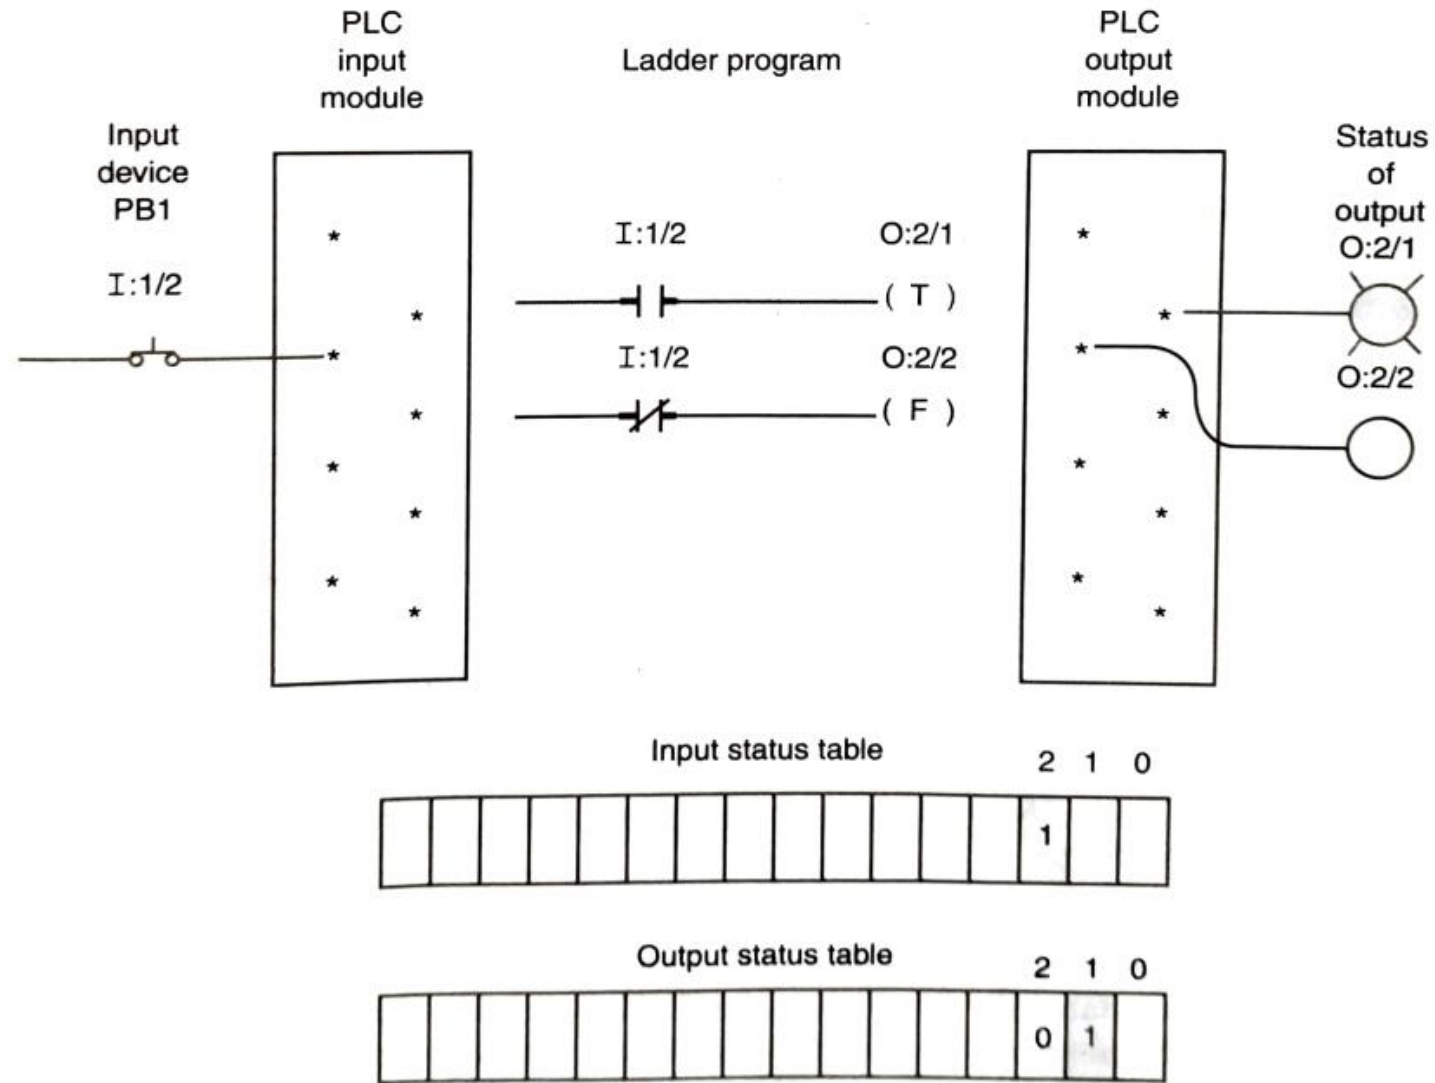 PLC
input
module
Ladder program
PLC
output
module
Input
device
PB1
I:1/2
Status
of
output
O:2/1
O:2/2
*
*
*
*
*
*
*
*
I:1/2 O:2/1
( T )
I:1/2 O:2/2
( F )
*
*
*
*
*
*
*
*
Input status table
2 1 0
1
Output status table
2 1 0
0 1